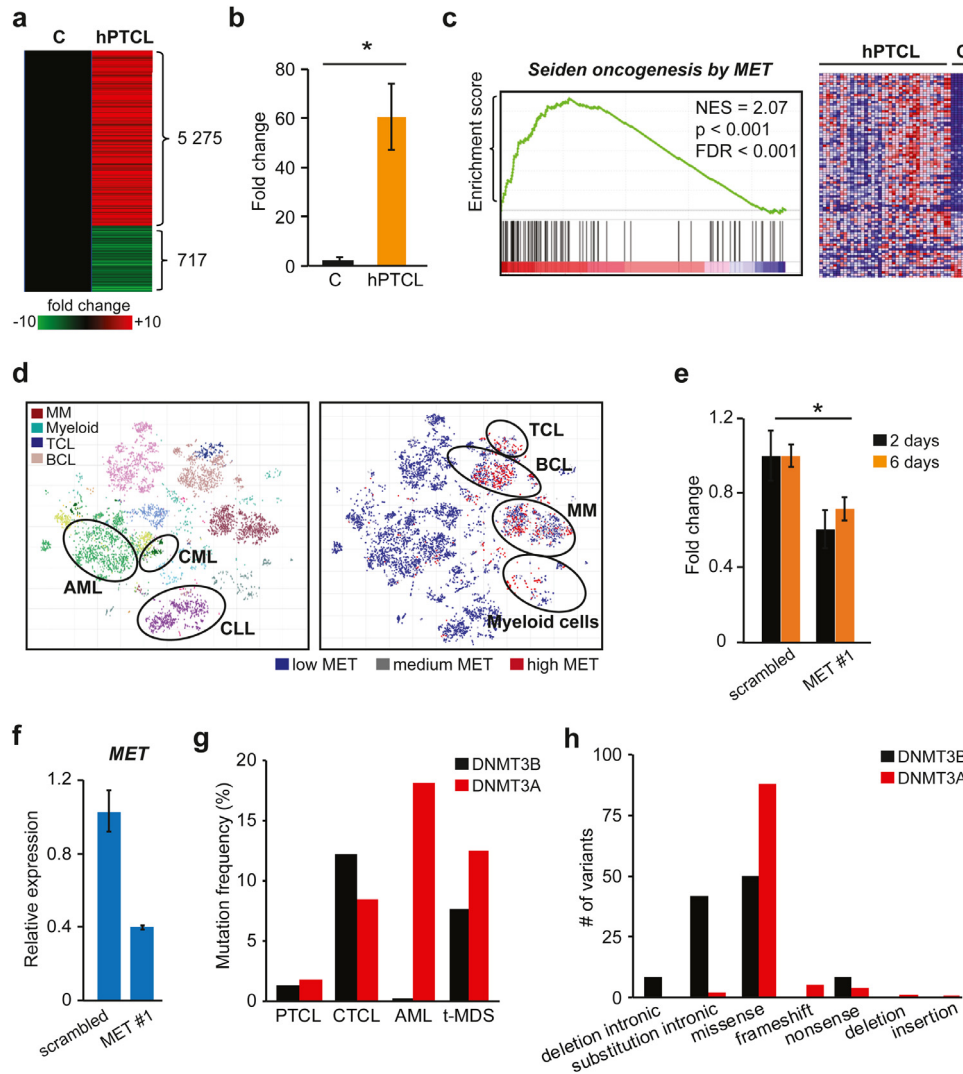 a
C hPTCL
5 275
717
fold change
-10 +10
b
*
Fold change
80
60
40
20
0
C hPTCL
c
hPTCL C
Seiden oncogenesis by MET
Enrichment score
NES = 2.07
p < 0.001
FDR < 0.001
d
MM
Myeloid
TCL
BCL
AML
CML
CLL
TCL
BCL
MM
Myeloid cells
low MET medium MET high MET
e
*
Fold change
1.2
0.8
0.4
0
2 days
6 days
scrambled MET #1
f
MET
Relative expression
1.2
0.8
0.4
0
scrambled MET #1
g
Mutation frequency (%)
20
15
10
5
0
DNMT3B
DNMT3A
PTCL CTCL AML t-MDS
h
# of variants
100
75
50
25
0
DNMT3B
DNMT3A
deletion intronic
substitution intronic
missense
frameshift
nonsense
deletion
insertion